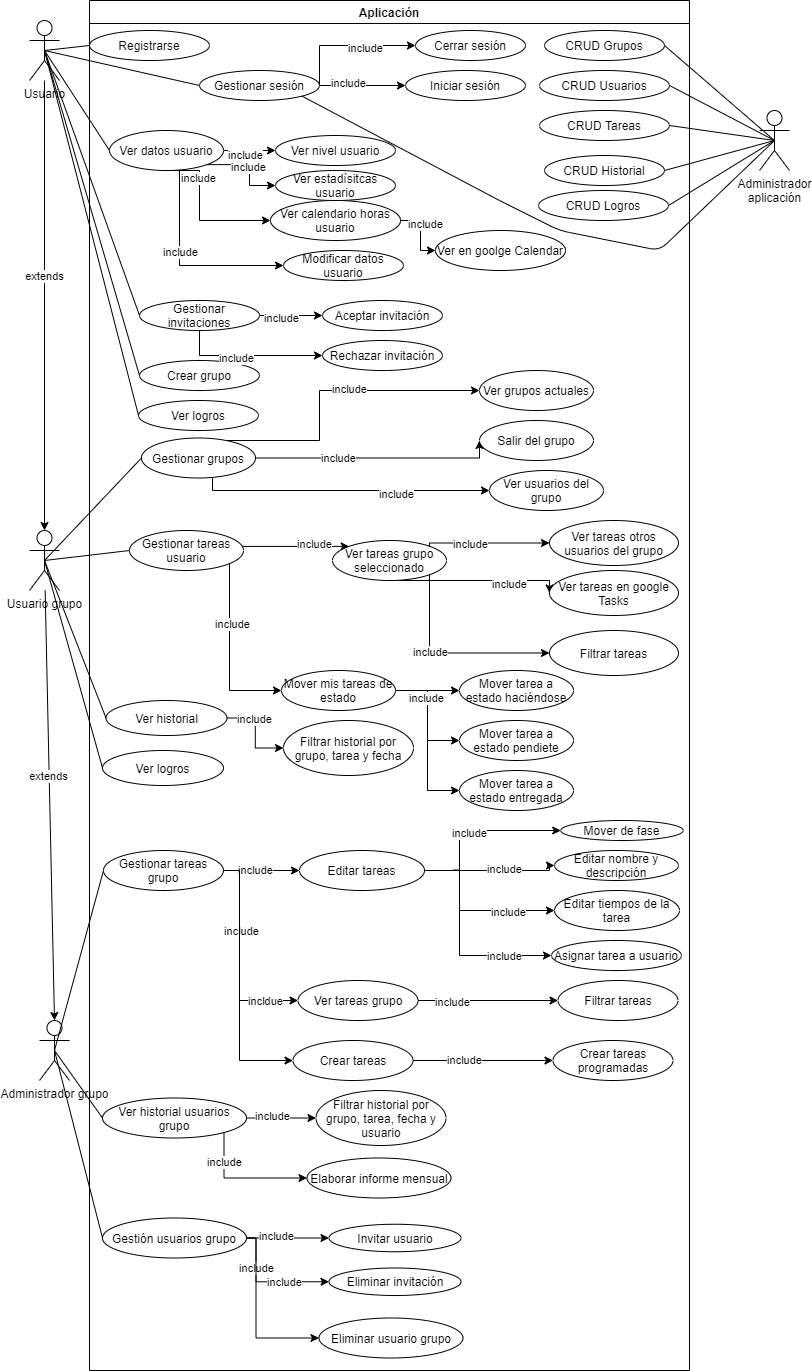 Aplicación
Registrarse
include
Cerrar sesión
CRUD Grupos
Usuario
Gestionar sesión
include
Iniciar sesión
CRUD Usuarios
CRUD Tareas
Ver datos usuario
include
Ver nivel usuario
include
include
Ver estadísitcas
usuario
CRUD Historial
Administrador
aplicación
CRUD Logros
Ver calendario horas
usuario
include
Ver en goolge Calendar
include
Modificar datos
usuario
extends
Gestionar
invitaciones
include
Aceptar invitación
include
Rechazar invitación
Crear grupo
include
Ver grupos actuales
Ver logros
Gestionar grupos
include
Salir del grupo
include
Ver usuarios del
grupo
Usuario grupo
Gestionar tareas
usuario
include
Ver tareas grupo
seleccionado
include
Ver tareas otros
usuarios del grupo
include
Ver tareas en google
Tasks
include
include
Filtrar tareas
Mover mis tareas de
estado
include
Mover tarea a
estado haciéndose
Ver historial
include
Filtrar historial por
grupo, tarea y fecha
Mover tarea a
estado pendiete
Ver logros
extends
Mover tarea a
estado entregada
Gestionar tareas
grupo
include
Editar tareas
include
Mover de fase
include
Editar nombre y
descripción
include
Editar tiempos de la
tarea
include
include
Asignar tarea a usuario
incldue
Ver tareas grupo
include
Filtrar tareas
Crear tareas
include
Crear tareas
programadas
Administrador grupo
Ver historial usuarios
grupo
include
Filtrar historial por
grupo, tarea, fecha y
usuario
include
Elaborar informe mensual
Gestión usuarios grupo
include
Invitar usuario
include
include
Eliminar invitación
Eliminar usuario grupo